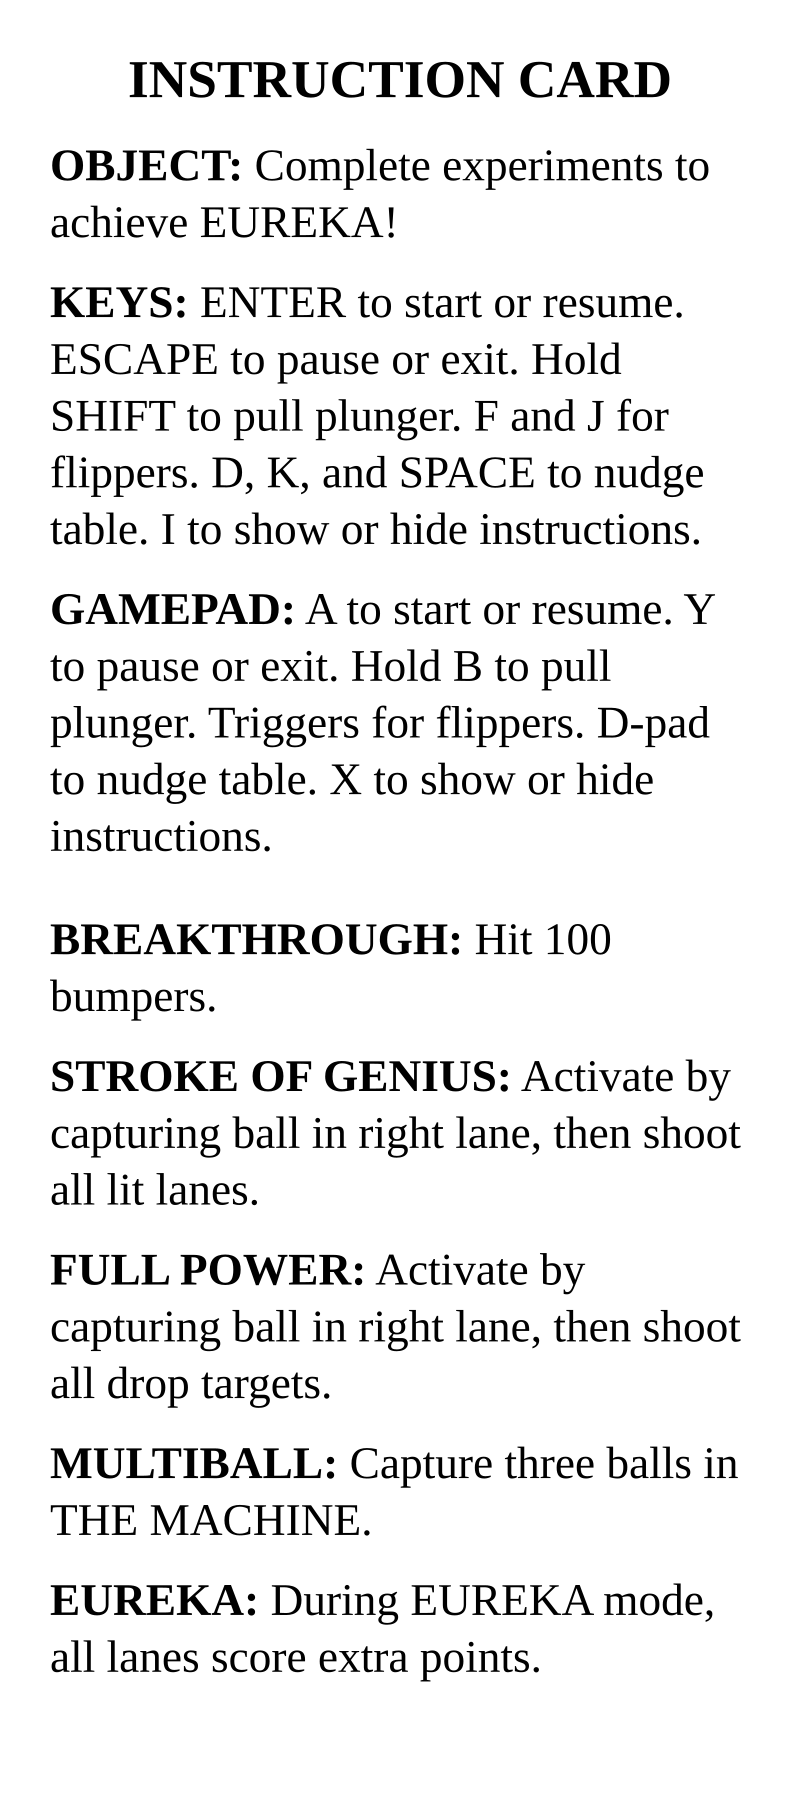 INSTRUCTION CARD
OBJECT: Complete experiments to
achieve EUREKA!
KEYS: ENTER to start or resume.
ESCAPE to pause or exit. Hold
SHIFT to pull plunger. F and J for
flippers. D, K, and SPACE to nudge
table. I to show or hide instructions.
GAMEPAD: A to start or resume. Y
to pause or exit. Hold B to pull
plunger. Triggers for flippers. D-pad
to nudge table. X to show or hide
instructions.
BREAKTHROUGH: Hit 100
bumpers.
STROKE OF GENIUS: Activate by
capturing ball in right lane, then shoot
all lit lanes.
FULL POWER: Activate by
capturing ball in right lane, then shoot
all drop targets.
MULTIBALL: Capture three balls in
THE MACHINE.
EUREKA: During EUREKA mode,
all lanes score extra points.